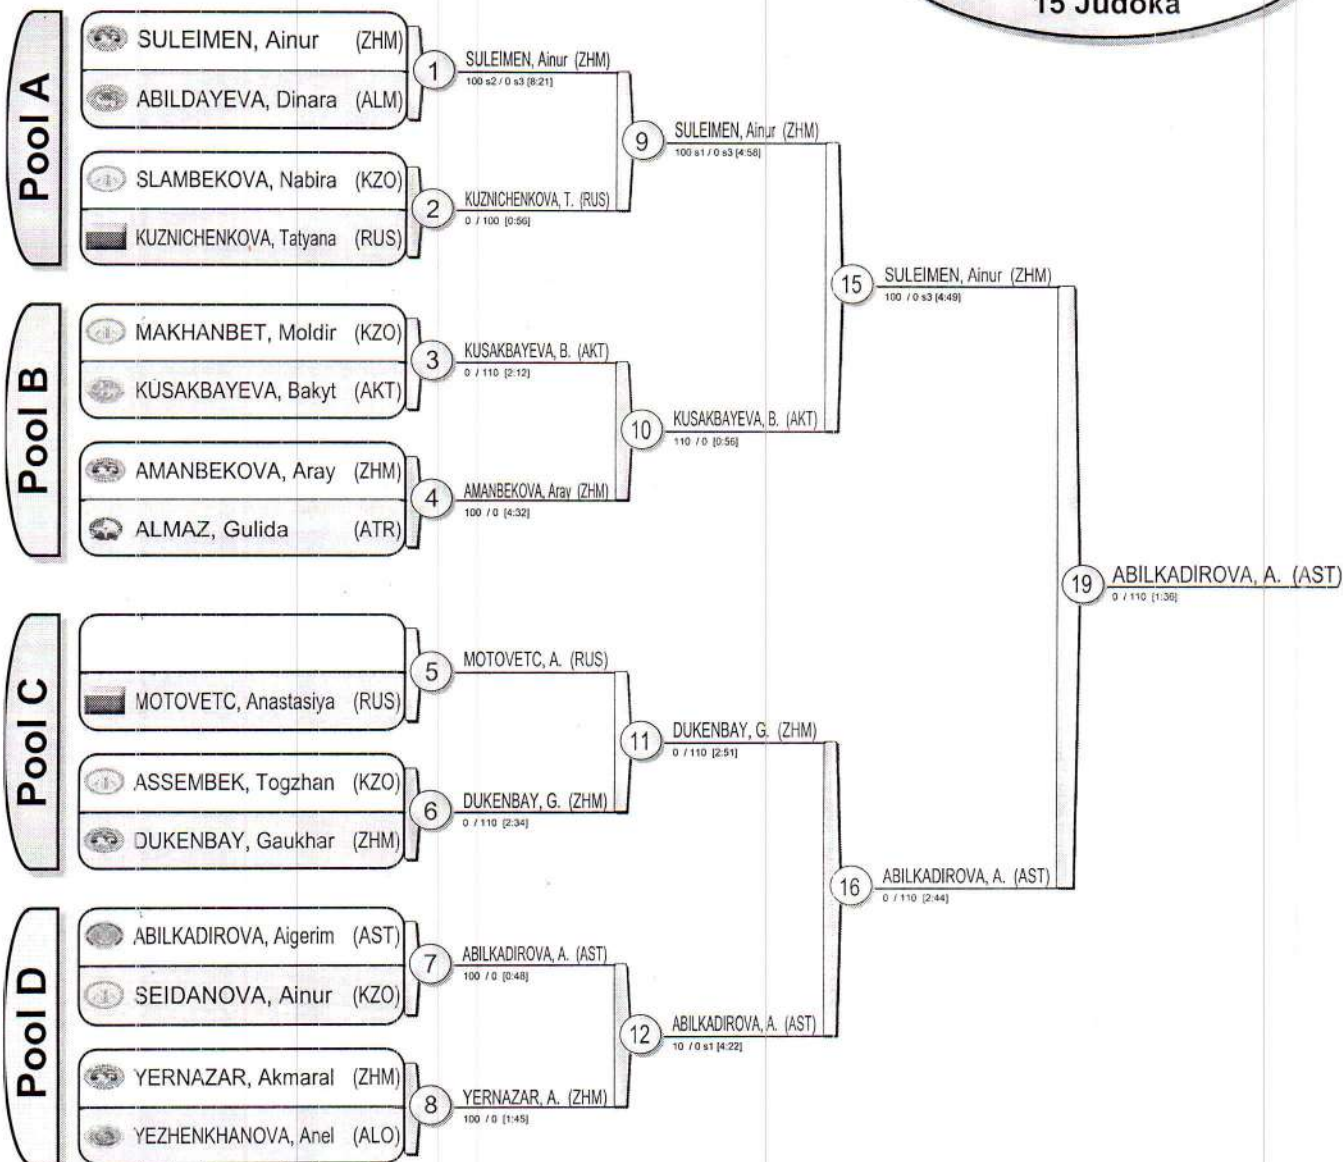 15 Judoka
Pool A
SULEIMEN, Ainur (ZHM)
ABILDAYEVA, Dinara (ALM)
1
SULEIMEN, Ainur (ZHM)
100 s2 / 0 s3 [8:21]
SLAMBEKOVA, Nabira (KZO)
KUZNICHENKOVA, Tatyana (RUS)
2
KUZNICHENKOVA, T. (RUS)
0 / 100 [0:56]
9
SULEIMEN, Ainur (ZHM)
100 s1 / 0 s3 [4:58]
Pool B
MAKHANBET, Moldir (KZO)
KUSAKBAYEVA, Bakyt (AKT)
3
KUSAKBAYEVA, B. (AKT)
0 / 110 [2:12]
AMANBEKOVA, Aray (ZHM)
ALMAZ, Gulida (ATR)
4
AMANBEKOVA, Aray (ZHM)
100 / 0 [4:32]
10
KUSAKBAYEVA, B. (AKT)
110 / 0 [0:56]
15
SULEIMEN, Ainur (ZHM)
100 / 0 s3 [4:49]
Pool C
MOTOVETC, Anastasiya (RUS)
5
MOTOVETC, A. (RUS)
ASSEMBEK, Togzhan (KZO)
DUKENBAY, Gaukhar (ZHM)
6
DUKENBAY, G. (ZHM)
0 / 110 [2:34]
11
DUKENBAY, G. (ZHM)
0 / 110 [2:51]
Pool D
ABILKADIROVA, Aigerim (AST)
SEIDANOVA, Ainur (KZO)
7
ABILKADIROVA, A. (AST)
100 / 0 [0:48]
YERNAZAR, Akmaral (ZHM)
YEZHENKHANOVA, Anel (ALO)
8
YERNAZAR, A. (ZHM)
100 / 0 [1:45]
12
ABILKADIROVA, A. (AST)
10 / 0 s1 [4:22]
16
ABILKADIROVA, A. (AST)
0 / 110 [2:44]
19
ABILKADIROVA, A. (AST)
0 / 110 [1:36]